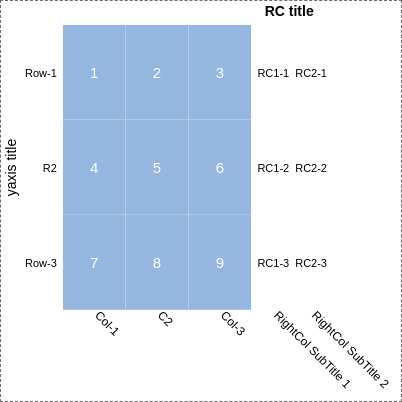 RC title
Row-1 1 2 3 RC1-1 RC2-1
yaxis title
R2 4 5 6 RC1-2 RC2-2
Row-3 7 8 9 RC1-3 RC2-3
Col-1 C2 Col-3 RightCol SubTitle 1 RightCol SubTitle 2